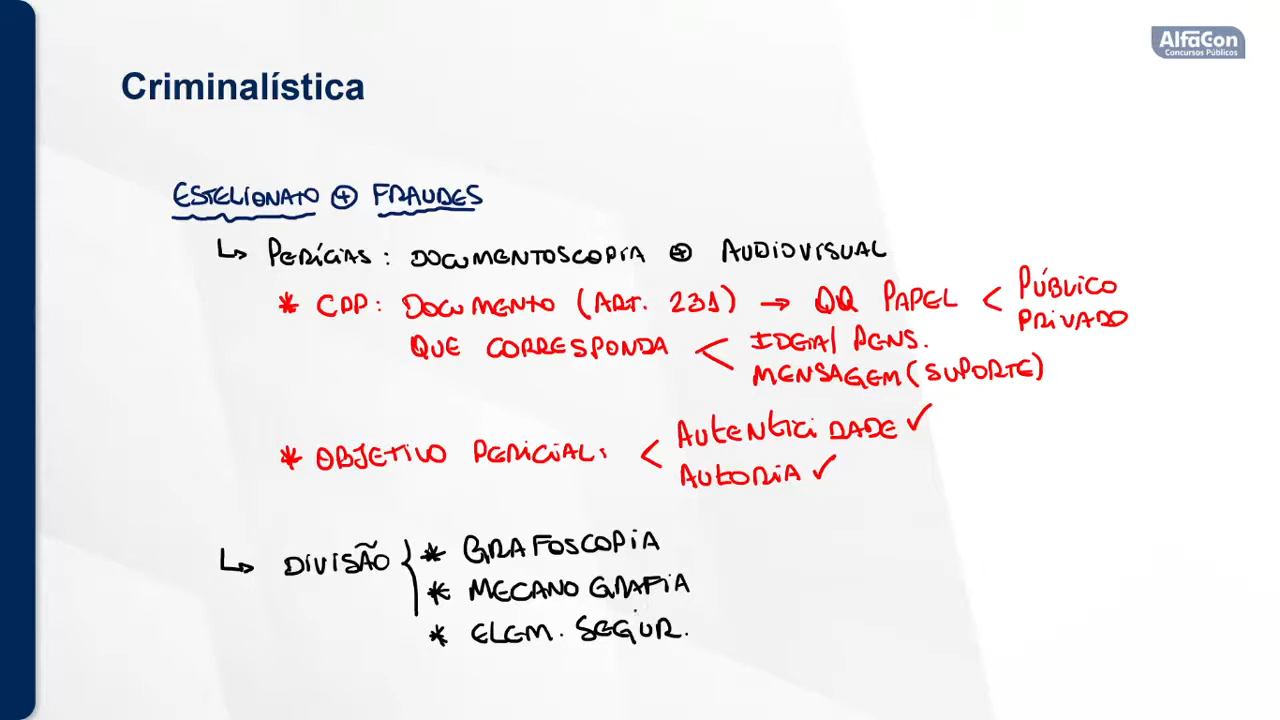 AlfaCon
Concursos Públicos
Criminalística
ESTELIONATO ⊕ FRAUDES
↳ PERÍCIAS: DOCUMENTOSCOPIA ⊕ AUDIOVISUAL
* CPP: DOCUMENTO (ART. 231) → QQ PAPEL < PÚBLICO
PRIVADO
QUE CORRESPONDA < IDEIA/PENS.
MENSAGEM (SUPORTE)
* OBJETIVO PERICIAL: < AUTENTICIDADE ✓
AUTORIA ✓
↳ DIVISÃO { * GRAFOSCOPIA
* MECANOGRAFIA
* ELEM. SEGUR.